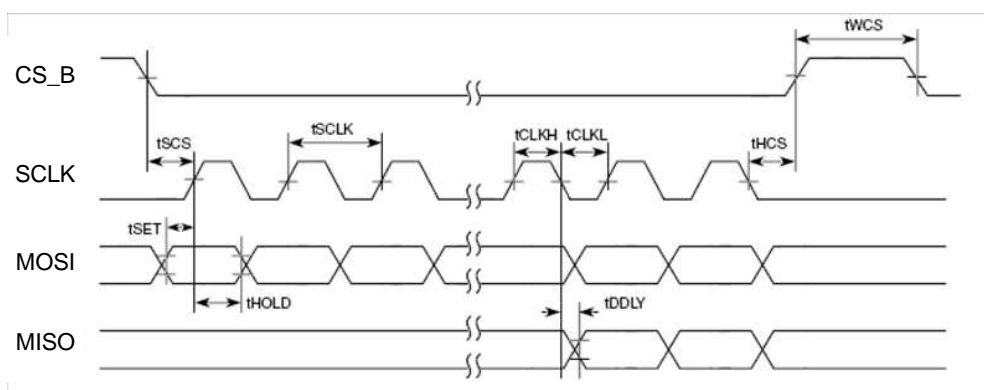 tWCS
CS_B
tSCS
tSCLK
tCLKH
tCLKL
tHCS
SCLK
tSET
MOSI
tHOLD
tDDLY
MISO